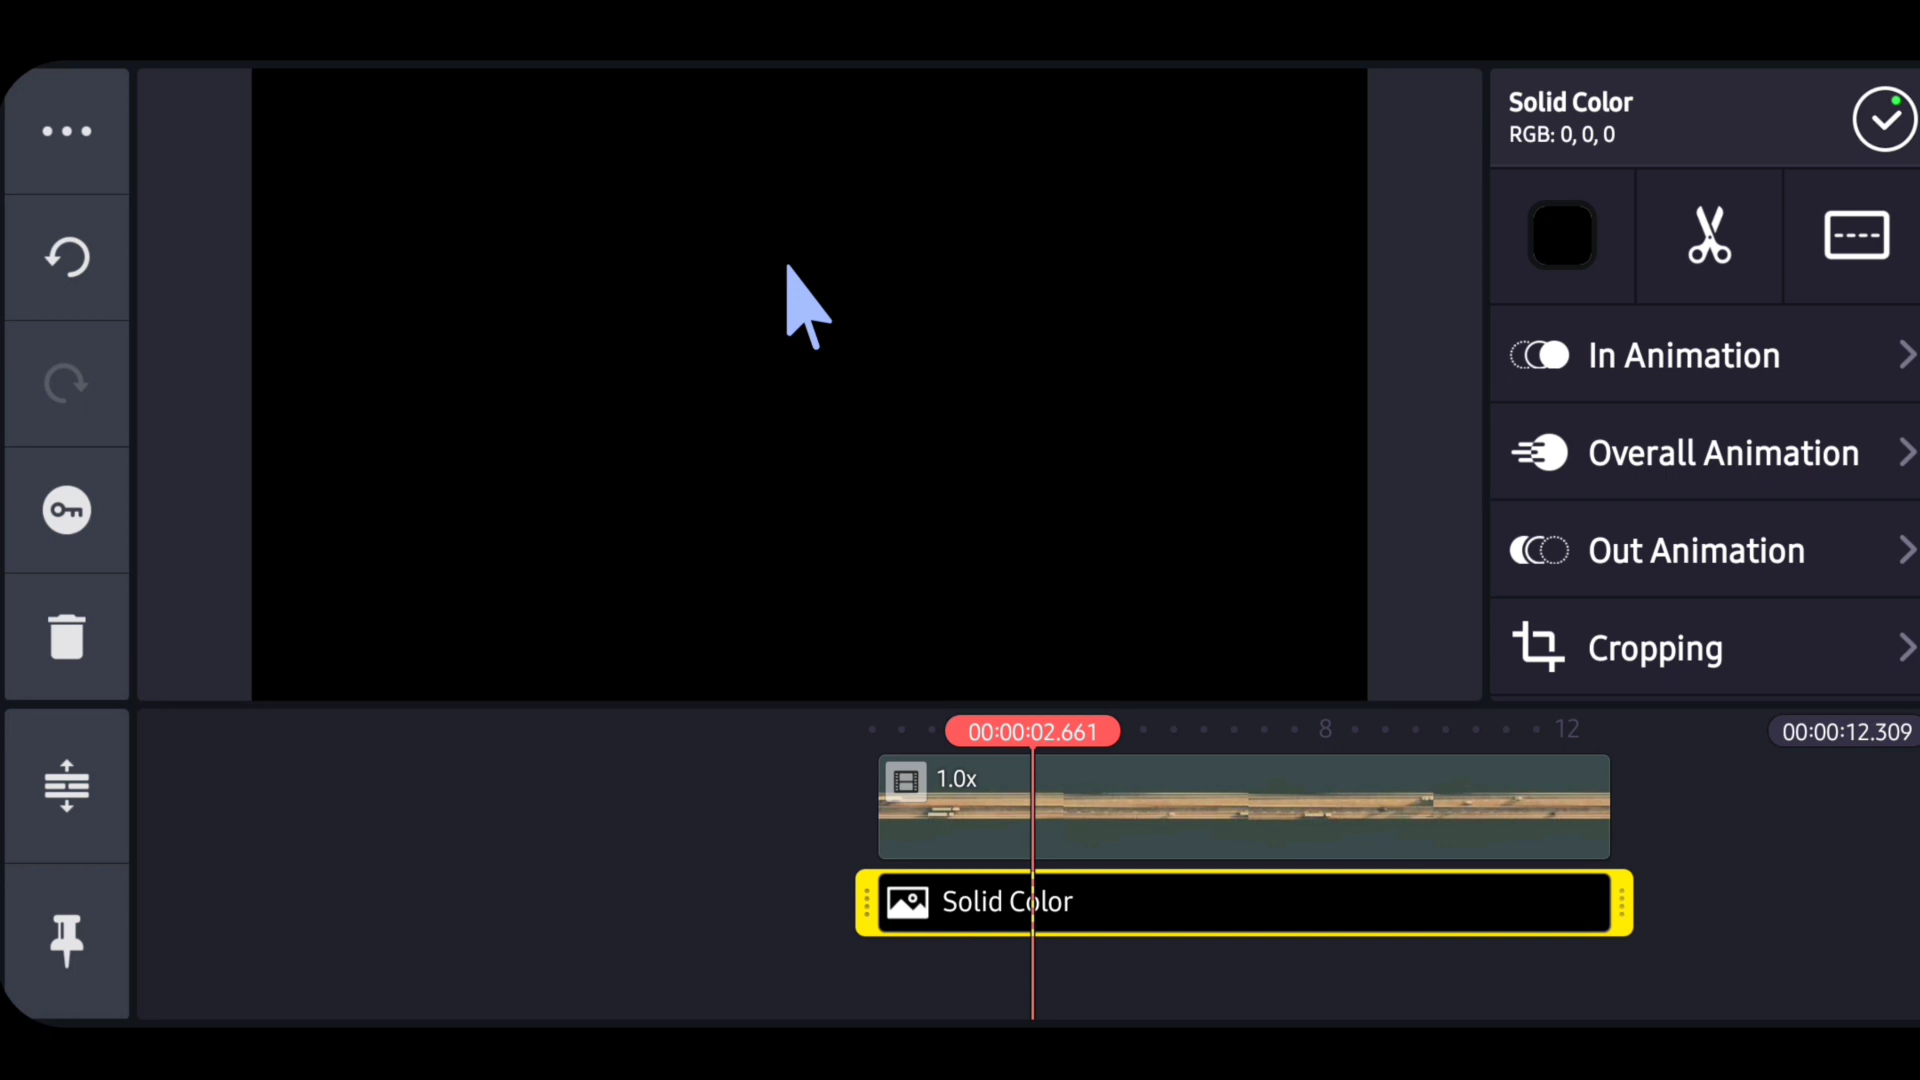 Solid Color
RGB: 0, 0, 0
In Animation
Overall Animation
Out Animation
Cropping
00:00:02.661
8
12
00:00:12.309
1.0x
Solid Color